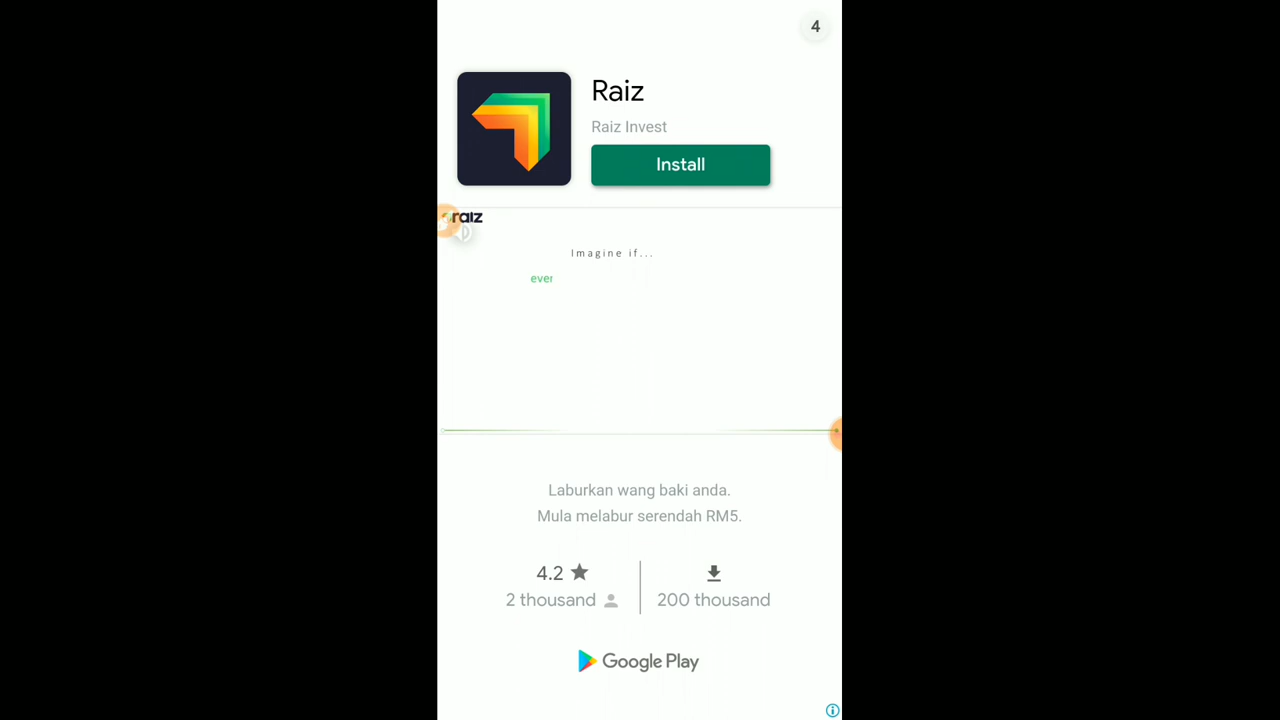 4
Raiz
Raiz Invest
Install
raiz
Imagine if...
ever
Laburkan wang baki anda.
Mula melabur serendah RM5.
4.2
2 thousand
200 thousand
Google Play